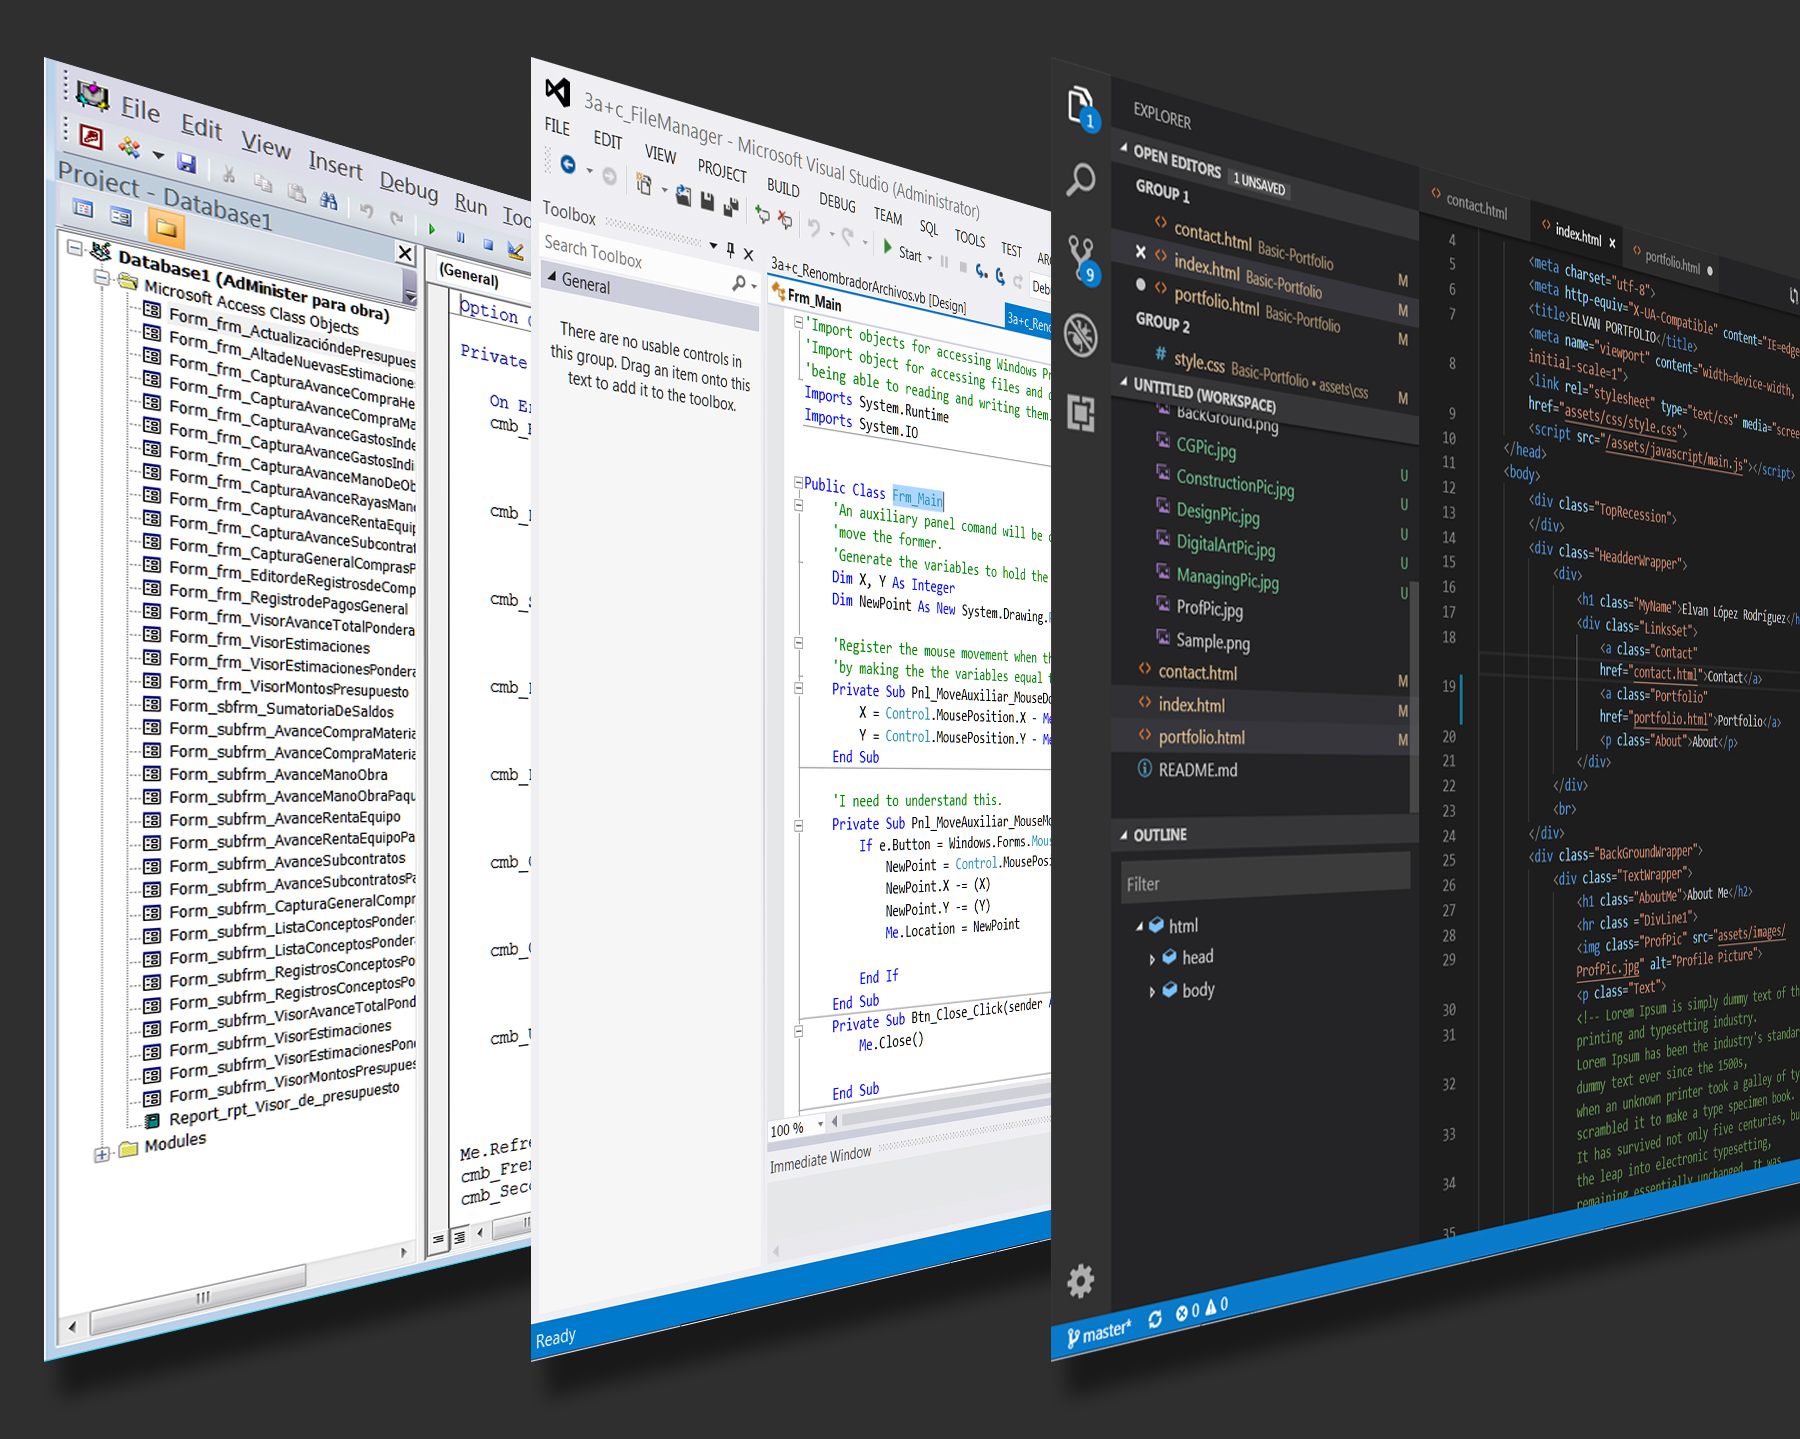 File Edit View Insert Debug Run
Project - Database1
Database1 (AdMinister para obra)
Microsoft Access Class Objects
Form_frm_ActualizacióndePresupues
Form_frm_AltadeNuevasEstimacione
Form_frm_CapturaAvanceCompraHe
Form_frm_CapturaAvanceCompraMa
Form_frm_CapturaAvanceGastosInde
Form_frm_CapturaAvanceGastosIndi
Form_frm_CapturaAvanceManoDeOb
Form_frm_CapturaAvanceRayasMano
Form_frm_CapturaAvanceRentaEquip
Form_frm_CapturaAvanceSubcontrat
Form_frm_CapturaGeneralComprasP
Form_frm_EditordeRegistrosdeComp
Form_frm_RegistrodePagosGeneral
Form_frm_VisorAvanceTotalPondera
Form_frm_VisorEstimaciones
Form_frm_VisorEstimacionesPondera
Form_frm_VisorMontosPresupuesto
Form_sbfrm_SumatoriaDeSaldos
Form_subfrm_AvanceCompraMateria
Form_subfrm_AvanceCompraMateria
Form_subfrm_AvanceManoObra
Form_subfrm_AvanceManoObraPaqu
Form_subfrm_AvanceRentaEquipo
Form_subfrm_AvanceRentaEquipoPa
Form_subfrm_AvanceSubcontratos
Form_subfrm_AvanceSubcontratosPa
Form_subfrm_CapturaGeneralCompr
Form_subfrm_ListaConceptosPonder
Form_subfrm_ListaConceptosPonder
Form_subfrm_RegistrosConceptosPo
Form_subfrm_RegistrosConceptosPo
Form_subfrm_VisorAvanceTotalPond
Form_subfrm_VisorEstimaciones
Form_subfrm_VisorEstimacionesPon
Form_subfrm_VisorMontosPresupues
Report_rpt_Visor_de_presupuesto
Modules
(General)
Option
Private
On
cmb_
cmb_
cmb_
cmb_
cmb_
cmb_
cmb_
cmb_
Me.Refre
cmb_Fren
cmb_Seco
3a+c_FileManager - Microsoft Visual Studio (Administrator)
FILE EDIT VIEW PROJECT BUILD DEBUG TEAM SQL TOOLS TEST
Start
Toolbox
Search Toolbox
General
There are no usable controls in
this group. Drag an item onto this
text to add it to the toolbox.
3a+c_RenombradorArchivos.vb [Design]
Frm_Main
'Import objects for accessing Windows
'Import object for accessing files and
'being able to reading and writing them.
Imports System.Runtime
Imports System.IO
Public Class Frm_Main
'An auxiliary panel comand will be
'move the former.
'Generate the variables to hold the
Dim X, Y As Integer
Dim NewPoint As New System.Drawing.
'Register the mouse movement when
'by making the the variables equal
Private Sub Pnl_MoveAuxiliar_MouseDo
X = Control.MousePosition.X - Me
Y = Control.MousePosition.Y - Me
End Sub
'I need to understand this.
Private Sub Pnl_MoveAuxiliar_MouseMo
If e.Button = Windows.Forms.Mous
NewPoint = Control.MousePosi
NewPoint.X -= (X)
NewPoint.Y -= (Y)
Me.Location = NewPoint
End If
End Sub
Private Sub Btn_Close_Click(sender
Me.Close()
End Sub
100 %
Immediate Window
Ready
EXPLORER
1
9
OPEN EDITORS 1 UNSAVED
GROUP 1
contact.html Basic-Portfolio M
index.html Basic-Portfolio M
portfolio.html Basic-Portfolio M
GROUP 2
style.css Basic-Portfolio • assets\css M
UNTITLED (WORKSPACE)
BackGround.png
CGPic.jpg U
ConstructionPic.jpg U
DesignPic.jpg U
DigitalArtPic.jpg U
ManagingPic.jpg U
ProfPic.jpg
Sample.png
contact.html M
index.html M
portfolio.html M
README.md
OUTLINE
Filter
html
head
body
master* 0 0
contact.html index.html portfolio.html
4
5 <meta charset="utf-8">
6 <meta http-equiv="X-UA-Compatible" content="IE=edge
7 <title>ELVAN PORTFOLIO</title>
8 <meta name="viewport" content="width=device-width,
initial-scale=1">
9 <link rel="stylesheet" type="text/css" media="scree
href="assets/css/style.css">
10 <script src="/assets/javascript/main.js"></script>
11 </head>
12 <body>
13 <div class="TopRecession">
14 </div>
15 <div class="HeadderWrapper">
16 <div>
17 <h1 class="MyName">Elvan López Rodríguez</h
18 <div class="LinksSet">
<a class="Contact"
19 href="contact.html">Contact</a>
<a class="Portfolio"
href="portfolio.html">Portfolio</a>
20 <p class="About">About</p>
21 </div>
22 </div>
23 <br>
24 </div>
25 <div class="BackGroundWrapper">
26 <div class="TextWrapper">
27 <h1 class="AboutMe">About Me</h2>
28 <hr class ="DivLine1">
29 <img class="ProfPic" src="assets/images/
ProfPic.jpg" alt="Profile Picture">
30 <p class="Text">
31 <!-- Lorem Ipsum is simply dummy text of th
printing and typesetting industry.
32 Lorem Ipsum has been the industry's standar
dummy text ever since the 1500s,
33 when an unknown printer took a galley of ty
scrambled it to make a type specimen book.
34 It has survived not only five centuries, bu
the leap into electronic typesetting,
35 remaining essentially unchanged. It was